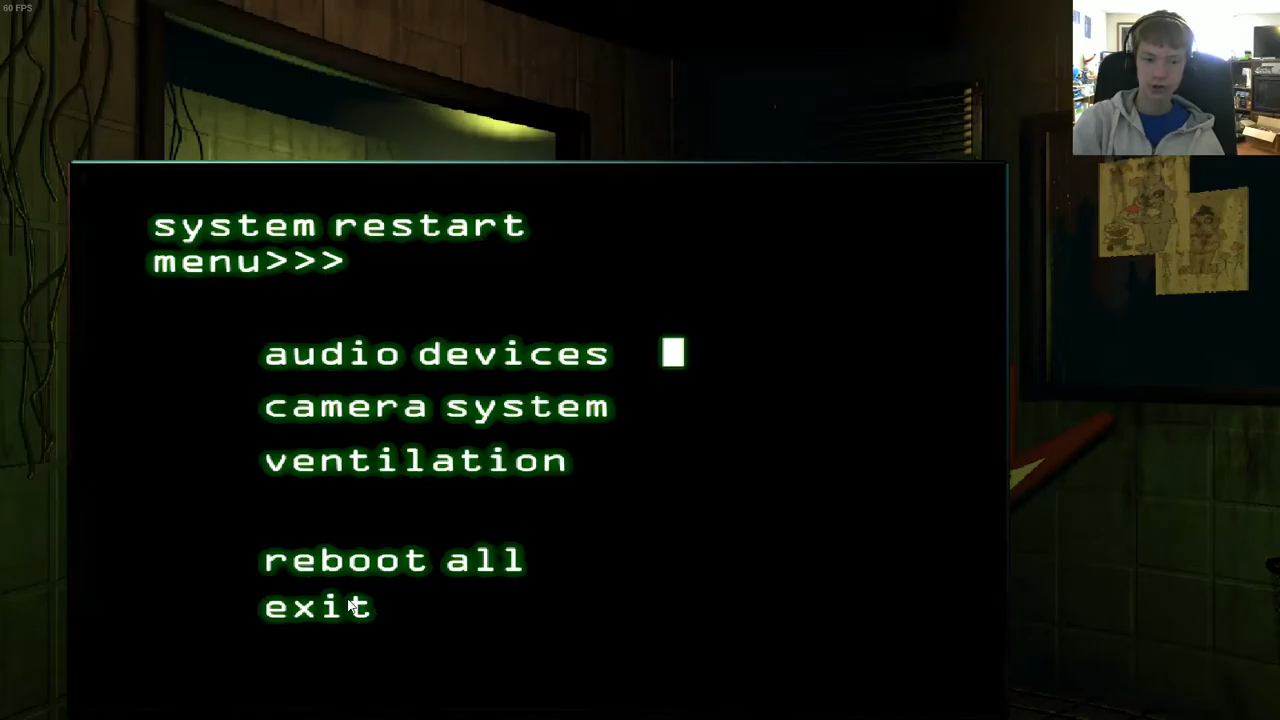 60 FPS
system restart
menu>>>
audio devices
camera system
ventilation
reboot all
exit